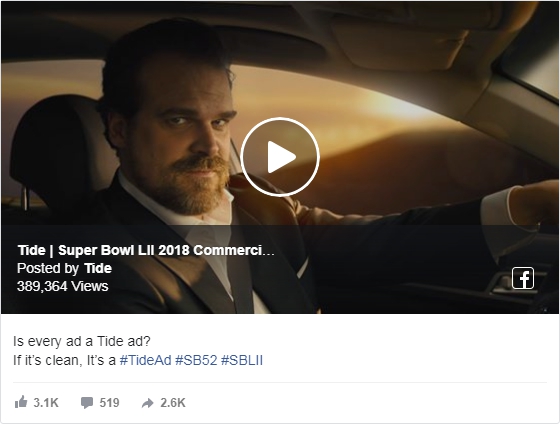 Tide | Super Bowl LII 2018 Commerci...
Posted by Tide
389,364 Views
Is every ad a Tide ad?
If it's clean, It's a #TideAd #SB52 #SBLII
3.1K 519 2.6K